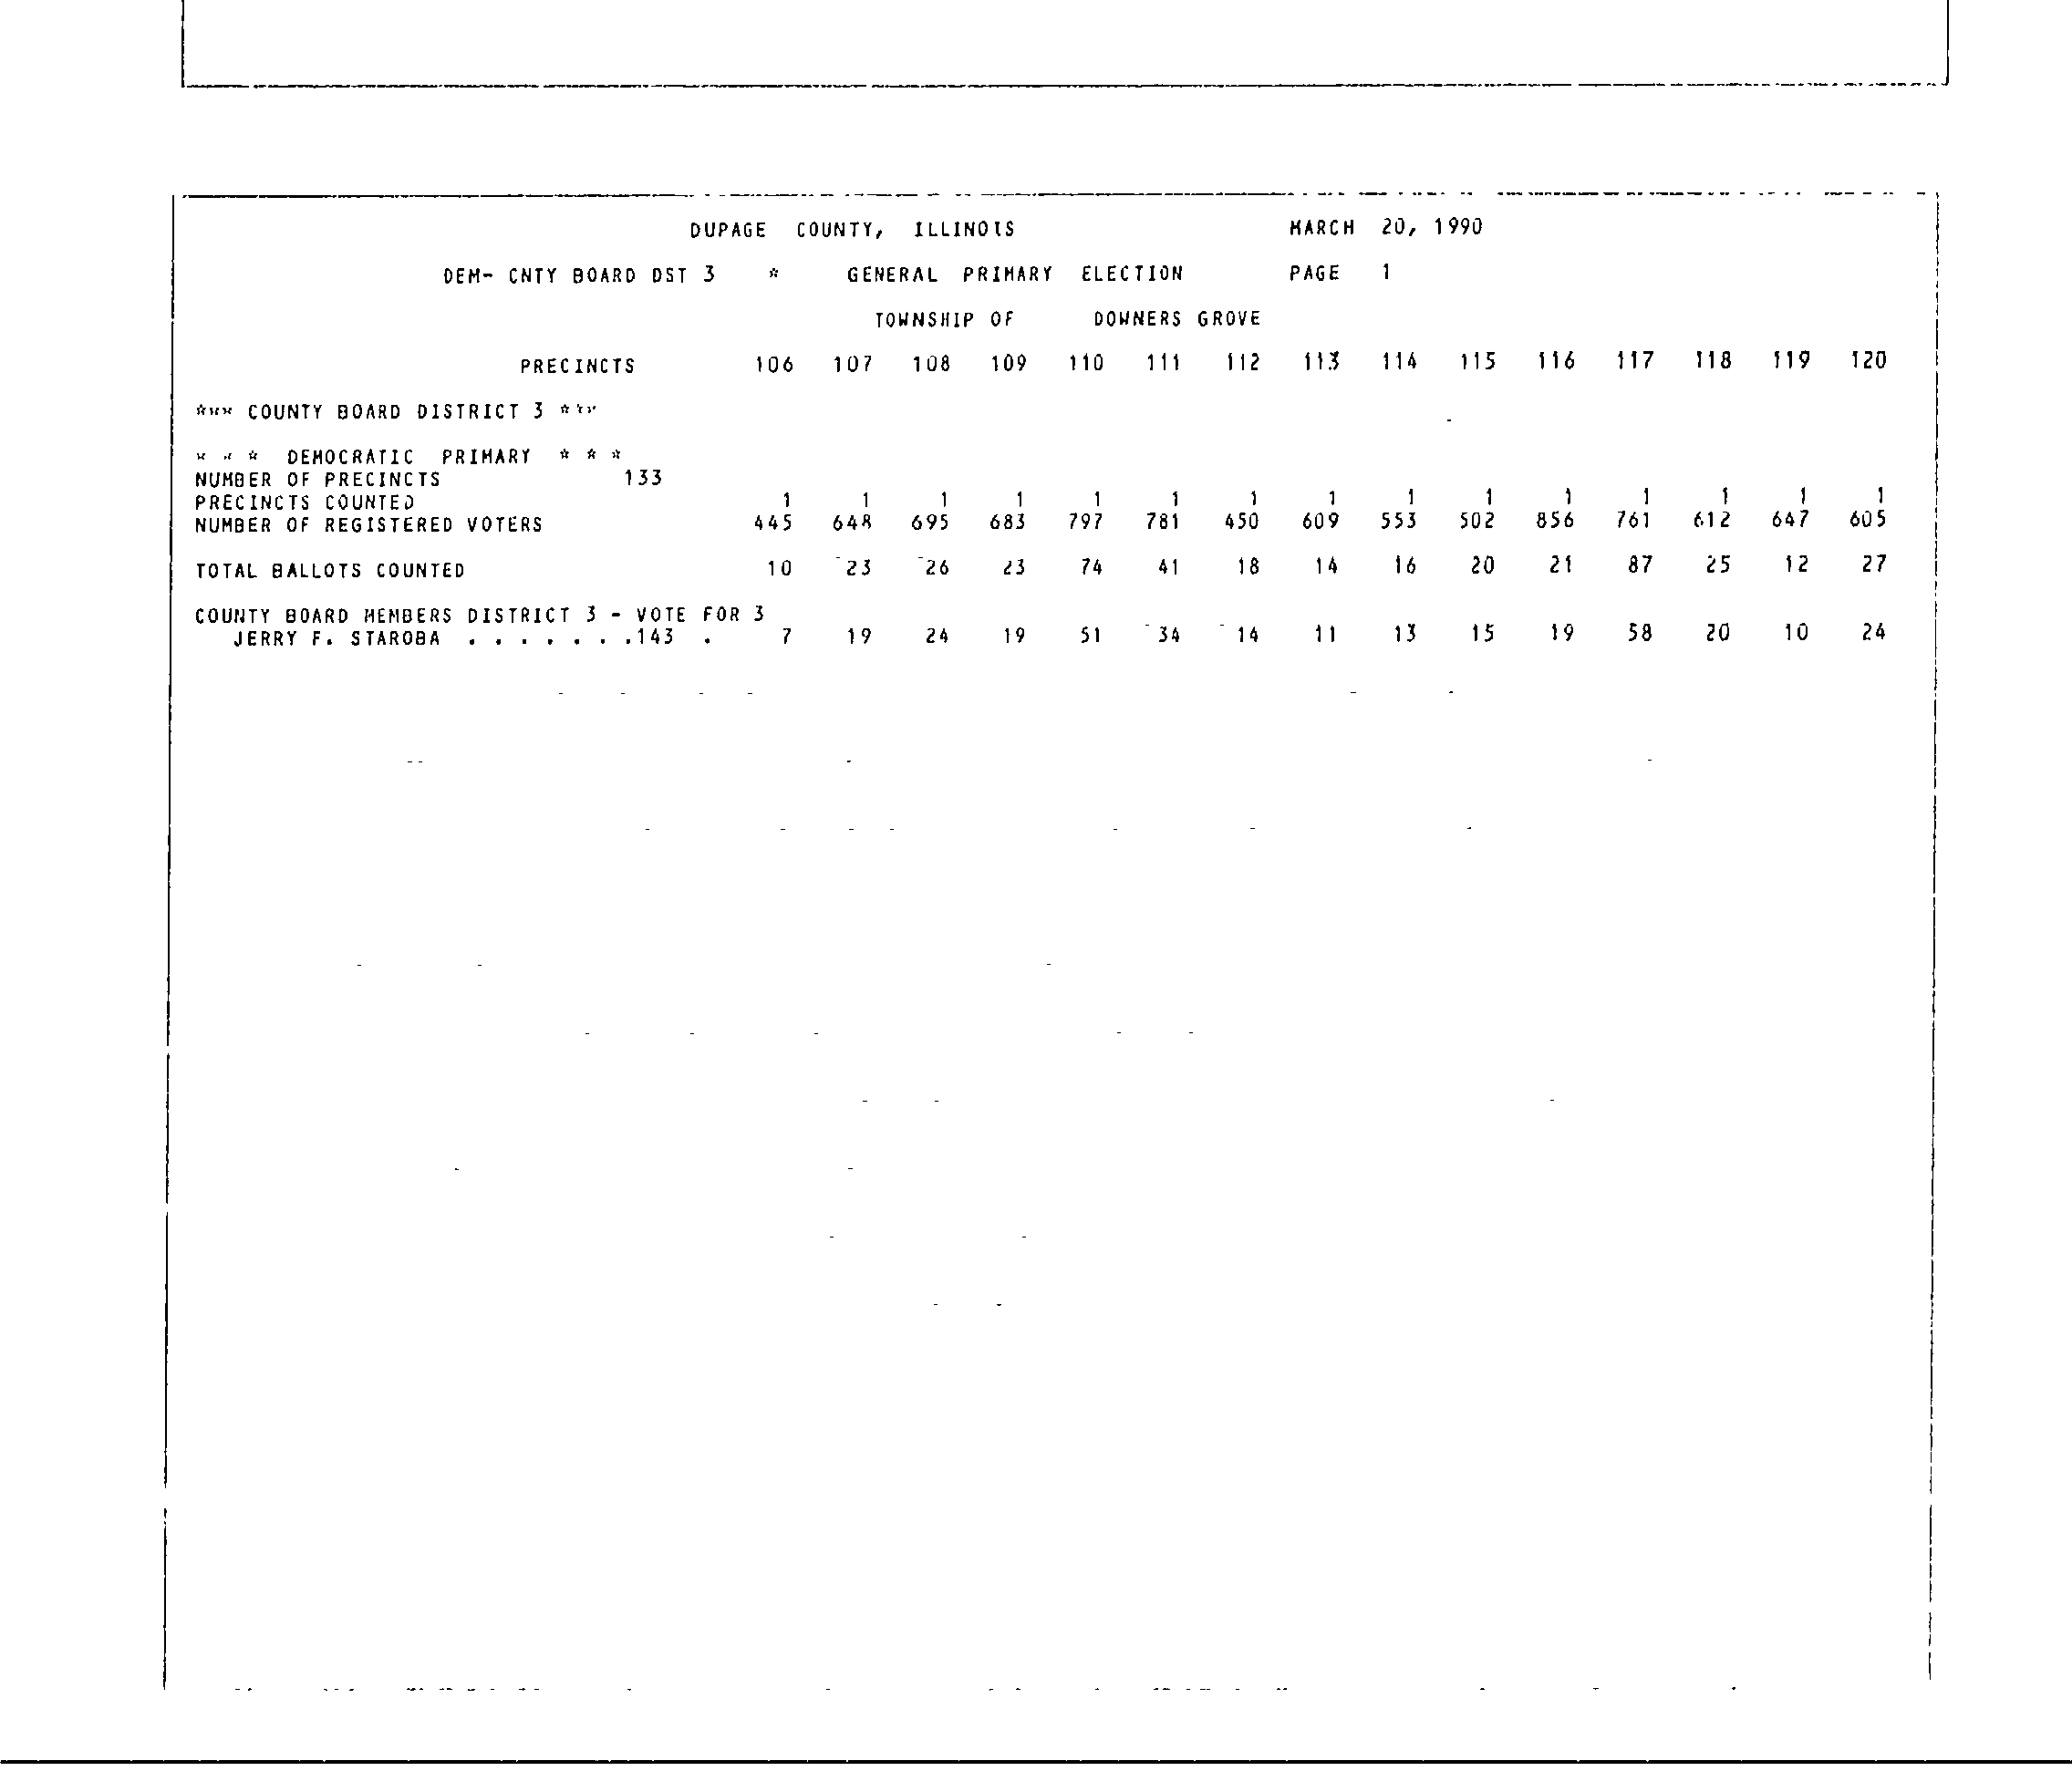 DUPAGE COUNTY, ILLINOIS MARCH 20, 1990
DEM- CNTY BOARD DST 3 * GENERAL PRIMARY ELECTION PAGE 1
TOWNSHIP OF DOWNERS GROVE
PRECINCTS 106 107 108 109 110 111 112 113 114 115 116 117 118 119 120
*** COUNTY BOARD DISTRICT 3 ***
* * * DEMOCRATIC PRIMARY * * *
NUMBER OF PRECINCTS 133
PRECINCTS COUNTED 1 1 1 1 1 1 1 1 1 1 1 1 1 1 1
NUMBER OF REGISTERED VOTERS 445 648 695 683 797 781 450 609 553 502 856 761 612 647 605
TOTAL BALLOTS COUNTED 10 23 26 23 74 41 18 14 16 20 21 87 25 12 27
COUNTY BOARD MEMBERS DISTRICT 3 - VOTE FOR 3
JERRY F. STAROBA . . . . . . .143 . 7 19 24 19 51 34 14 11 13 15 19 58 20 10 24